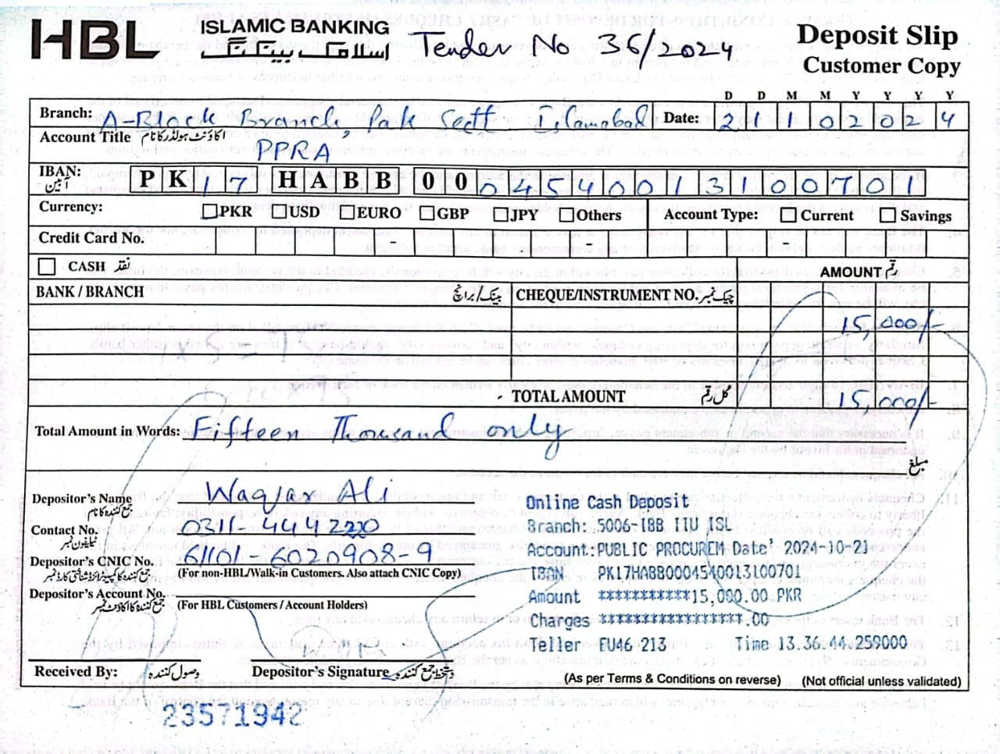 HBL ISLAMIC BANKING
اسلامک بینکنگ
Tender No 36/2024
Deposit Slip
Customer Copy
D D M M Y Y Y Y
Branch: A-Block Branch, Pak Sectt Islamabad Date: 2 1 1 0 2 0 2 4
Account Title اکاؤنٹ ہولڈر کا نام PPRA
IBAN: آئبین P K 1 7 H A B B 0 0 0 4 5 4 0 0 1 3 1 0 0 7 0 1
Currency: PKR USD EURO GBP JPY Others Account Type: Current Savings
Credit Card No. - - -
CASH نقد AMOUNT رقم
BANK / BRANCH بینک/برانچ CHEQUE/INSTRUMENT NO. چیک نمبر
15,000/-
TOTAL AMOUNT کل رقم 15,000/-
Total Amount in Words: Fifteen Thousand only
مبلغ
Depositor's Name Waqar Ali
جمع کنندہ کا نام
Contact No. 0311 4442220
ٹیلیفون نمبر
Depositor's CNIC No. 61101 6020908-9
جمع کنندہ کا کمپیوٹرائزڈ شناختی کارڈ نمبر (For non-HBL/Walk-in Customers. Also attach CNIC Copy)
Depositor's Account No.
جمع کنندہ کا اکاؤنٹ نمبر (For HBL Customers / Account Holders)
Online Cash Deposit
Branch: 5006-IBB IIU ISL
Account.:PUBLIC PROCUREM Date' 2024-10-21
IBAN PK17HABB0004540013100701
Amount ***********15,000.00 PKR
Charges *****************.00
Teller EU46 213 Time 13.36.44.259000
Received By: وصول کنندہ Depositor's Signature دستخط جمع کنندہ (As per Terms & Conditions on reverse) (Not official unless validated)
23571942